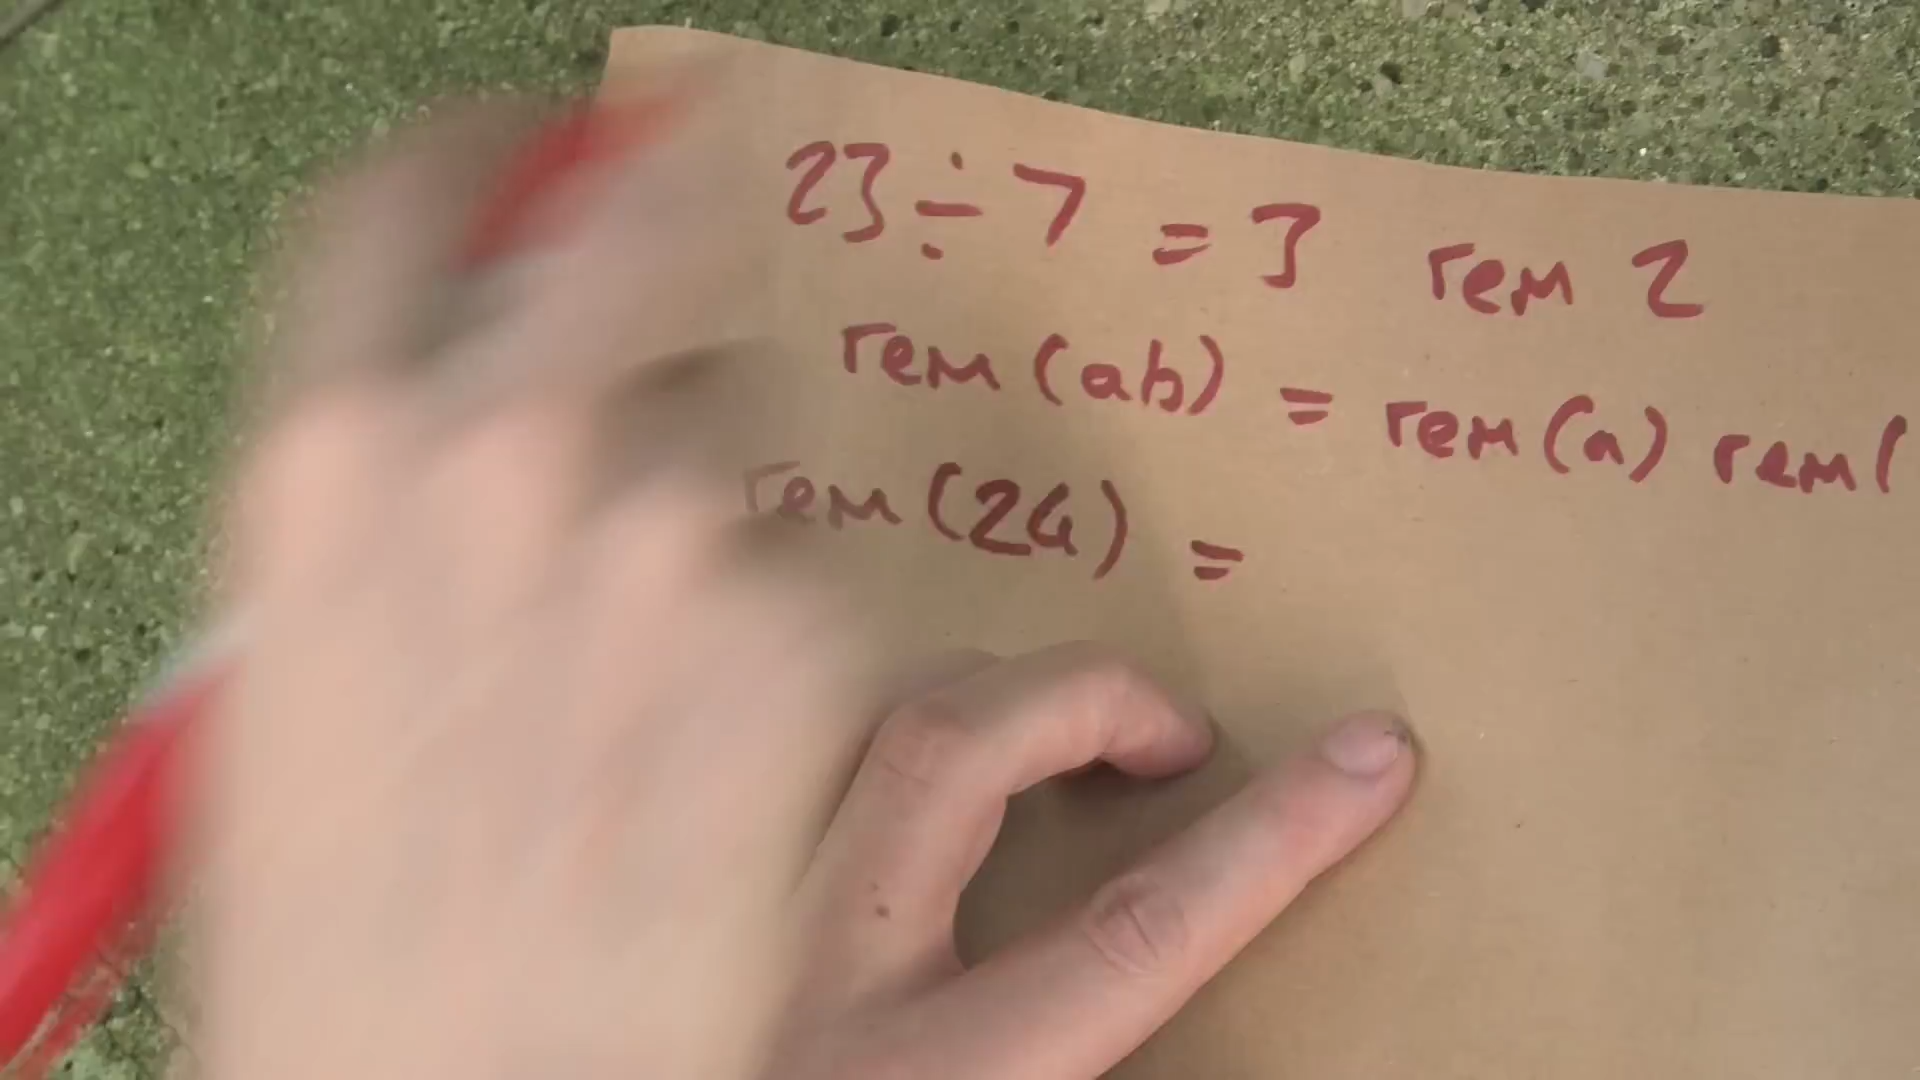 23 ÷ 7 = 3 rem 2
rem (ab) = rem (a) rem (
rem (24) =